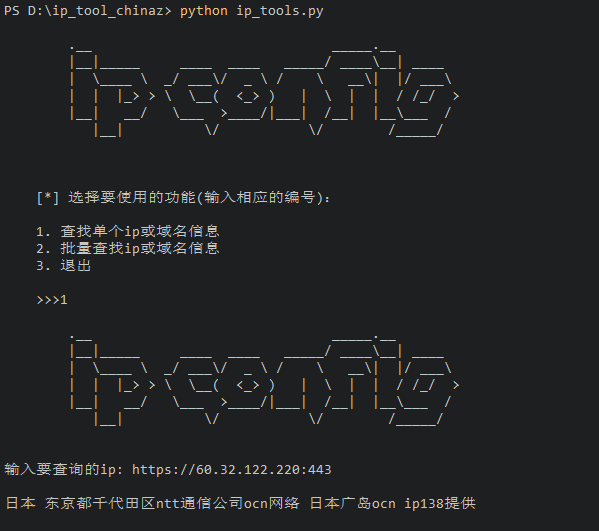 PS D:\ip_tool_chinaz> python ip_tools.py
ipconfig
[*] 选择要使用的功能(输入相应的编号):
1. 查找单个ip或域名信息
2. 批量查找ip或域名信息
3. 退出
>>>1
ipconfig
输入要查询的ip: https://60.32.122.220:443
日本 东京都千代田区ntt通信公司ocn网络 日本广岛ocn ip138提供